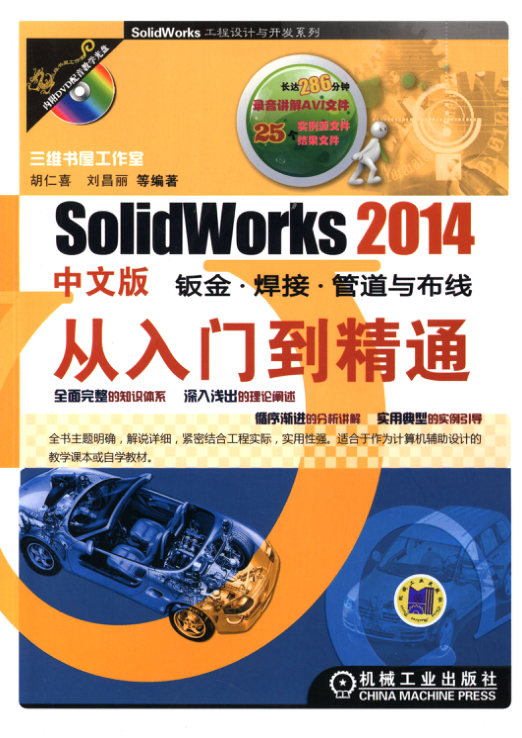 SolidWorks 工程设计与开发系列
内附DVD配音教学光盘
长达286分钟
录音讲解AVI文件
25个实例源文件
结果文件
三维书屋工作室
胡仁喜 刘昌丽 等编著
SolidWorks 2014
中文版 钣金·焊接·管道与布线
从入门到精通
全面完整的知识体系 深入浅出的理论阐述
循序渐进的分析讲解 实用典型的实例引导
全书主题明确，解说详细，紧密结合工程实际，实用性强。适合于作为计算机辅助设计的
教学课本或自学教材。
机械工业出版社
CHINA MACHINE PRESS